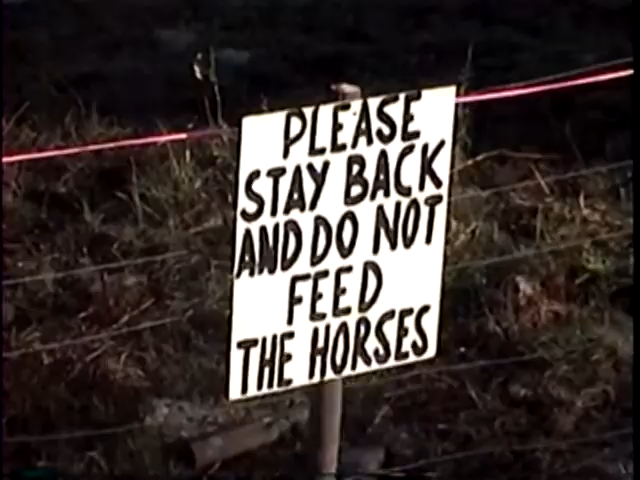 PLEASE
STAY BACK
AND DO NOT
FEED
THE HORSES